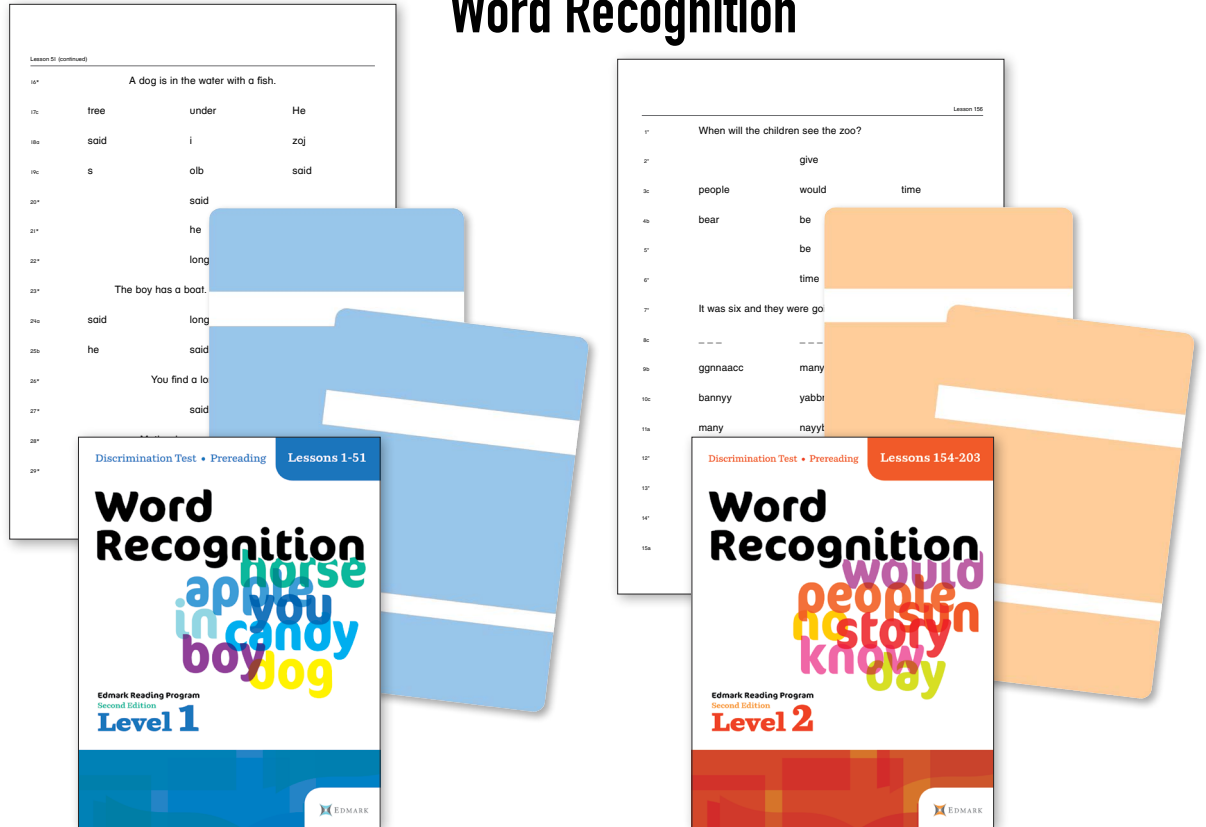 Word Recognition
Lesson 51 (continued)
16* A dog is in the water with a fish.
17c tree under He
18a said i zoj
19c s olb said
20* said
21* he
22* long
23* The boy has a boat.
24a said long
25b he said
26* You find a lo
27* said
28*
29*
Discrimination Test • Prereading Lessons 1-51
Word
Recognition
horse
apple
you
in
candy
boy
dog
Edmark Reading Program
Second Edition
Level 1
EDMARK
Lesson 156
1* When will the children see the zoo?
2* give
3c people would time
4b bear be
5* be
6* time
7* It was six and they were go
8c _ _ _ _ _ _
9b ggnnaacc many
10c bannyy yabbr
11a many nayyb
12*
13*
14*
15a
Discrimination Test • Prereading Lessons 154-203
Word
Recognition
would
people
sun
no
story
know
day
Edmark Reading Program
Second Edition
Level 2
EDMARK